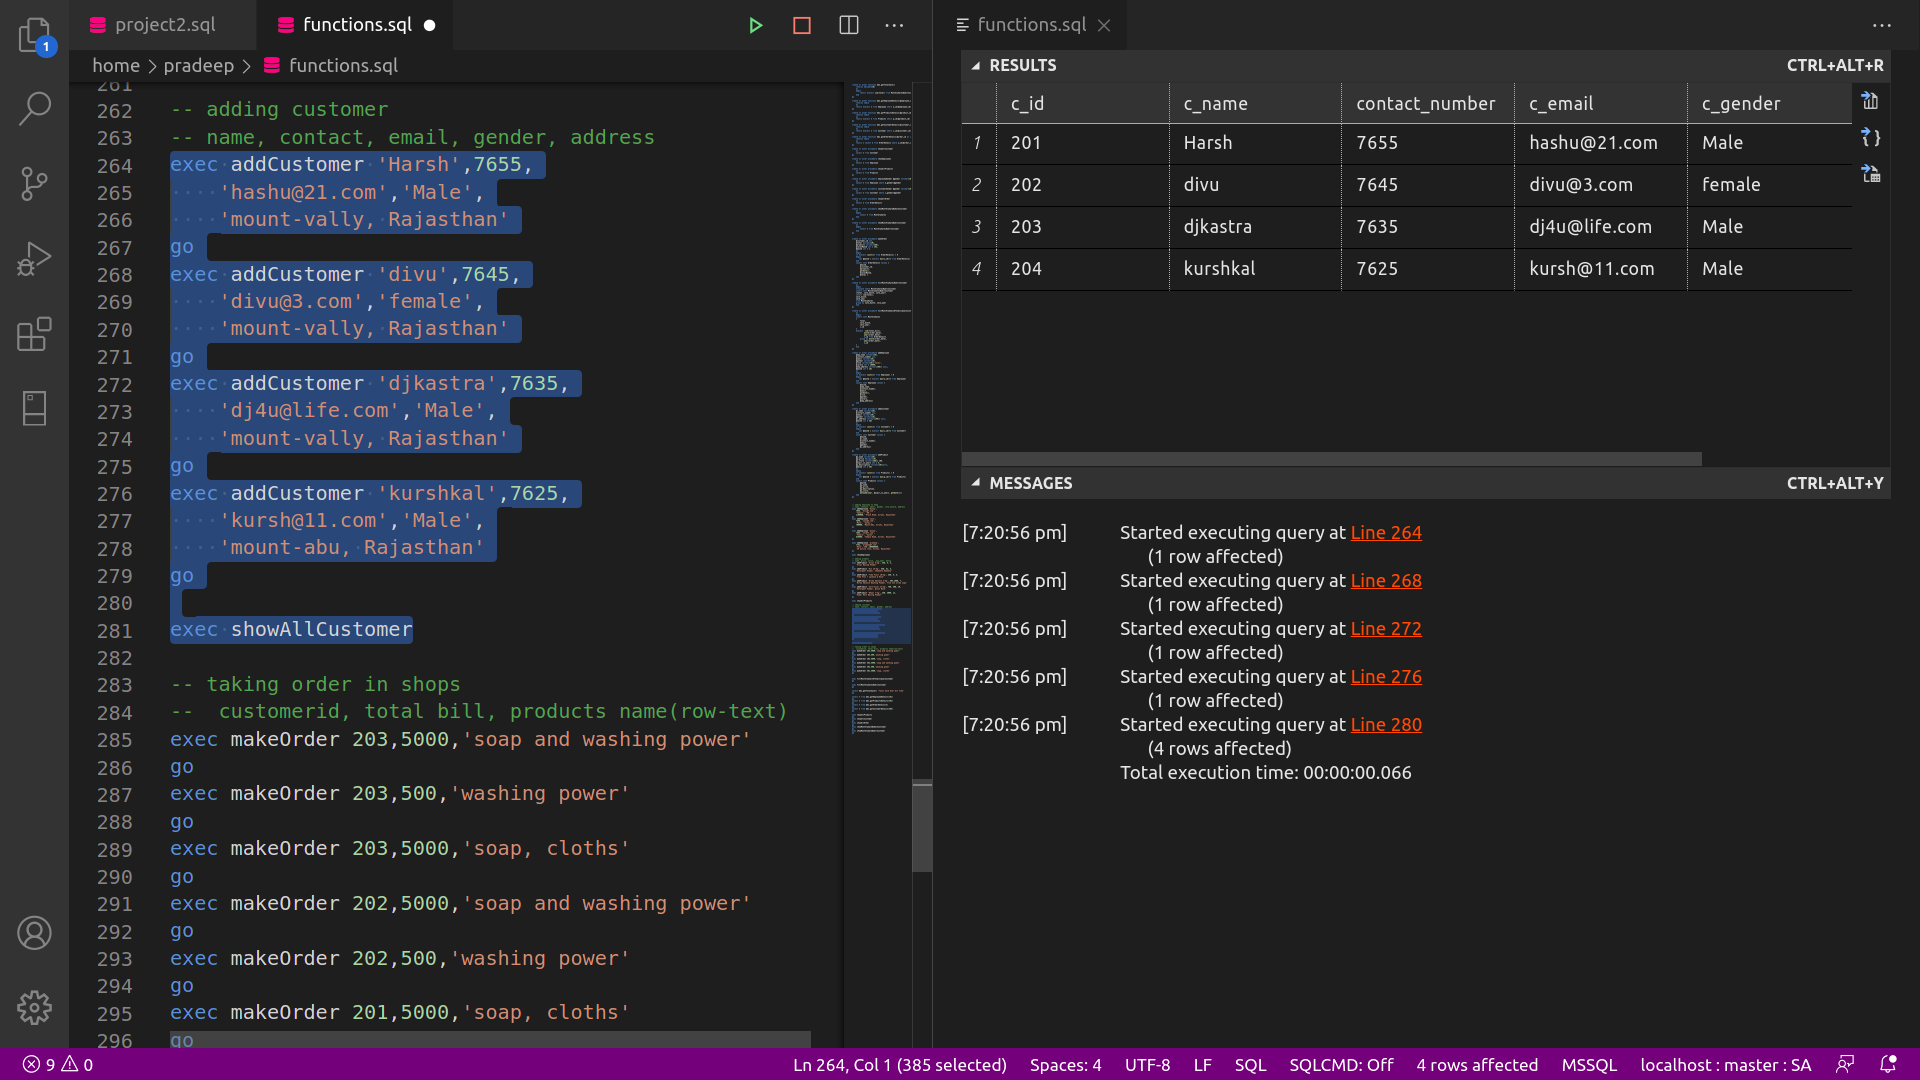 project2.sql
functions.sql
home > pradeep > functions.sql
261
262 -- adding customer
263 -- name, contact, email, gender, address
264 exec addCustomer 'Harsh',7655,
265 'hashu@21.com','Male',
266 'mount-vally, Rajasthan'
267 go
268 exec addCustomer 'divu',7645,
269 'divu@3.com','female',
270 'mount-vally, Rajasthan'
271 go
272 exec addCustomer 'djkastra',7635,
273 'dj4u@life.com','Male',
274 'mount-vally, Rajasthan'
275 go
276 exec addCustomer 'kurshkal',7625,
277 'kursh@11.com','Male',
278 'mount-abu, Rajasthan'
279 go
280
281 exec showAllCustomer
282
283 -- taking order in shops
284 --  customerid, total bill, products name(row-text)
285 exec makeOrder 203,5000,'soap and washing power'
286 go
287 exec makeOrder 203,500,'washing power'
288 go
289 exec makeOrder 203,5000,'soap, cloths'
290 go
291 exec makeOrder 202,5000,'soap and washing power'
292 go
293 exec makeOrder 202,500,'washing power'
294 go
295 exec makeOrder 201,5000,'soap, cloths'
296 go
1
functions.sql
RESULTS CTRL+ALT+R
c_id c_name contact_number c_email c_gender
1 201 Harsh 7655 hashu@21.com Male
2 202 divu 7645 divu@3.com female
3 203 djkastra 7635 dj4u@life.com Male
4 204 kurshkal 7625 kursh@11.com Male
MESSAGES CTRL+ALT+Y
[7:20:56 pm] Started executing query at Line 264
(1 row affected)
[7:20:56 pm] Started executing query at Line 268
(1 row affected)
[7:20:56 pm] Started executing query at Line 272
(1 row affected)
[7:20:56 pm] Started executing query at Line 276
(1 row affected)
[7:20:56 pm] Started executing query at Line 280
(4 rows affected)
Total execution time: 00:00:00.066
9 0 Ln 264, Col 1 (385 selected) Spaces: 4 UTF-8 LF SQL SQLCMD: Off 4 rows affected MSSQL localhost : master : SA